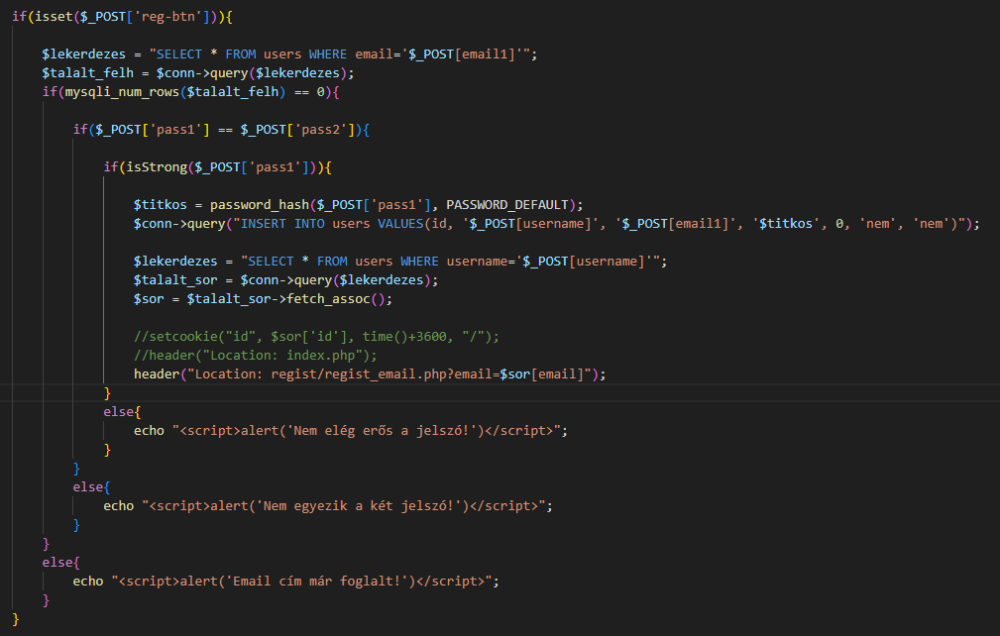 if(isset($_POST['reg-btn'])){
$lekerdezes = "SELECT * FROM users WHERE email='$_POST[email1]'";
$talalt_felh = $conn->query($lekerdezes);
if(mysqli_num_rows($talalt_felh) == 0){
if($_POST['pass1'] == $_POST['pass2']){
if(isStrong($_POST['pass1'])){
$titkos = password_hash($_POST['pass1'], PASSWORD_DEFAULT);
$conn->query("INSERT INTO users VALUES(id, '$_POST[username]', '$_POST[email1]', '$titkos', 0, 'nem', 'nem')");
$lekerdezes = "SELECT * FROM users WHERE username='$_POST[username]'";
$talalt_sor = $conn->query($lekerdezes);
$sor = $talalt_sor->fetch_assoc();
//setcookie("id", $sor['id'], time()+3600, "/");
//header("Location: index.php");
header("Location: regist/regist_email.php?email=$sor[email]");
}
else{
echo "<script>alert('Nem elég erős a jelszó!')</script>";
}
}
else{
echo "<script>alert('Nem egyezik a két jelszó!')</script>";
}
}
else{
echo "<script>alert('Email cím már foglalt!')</script>";
}
}